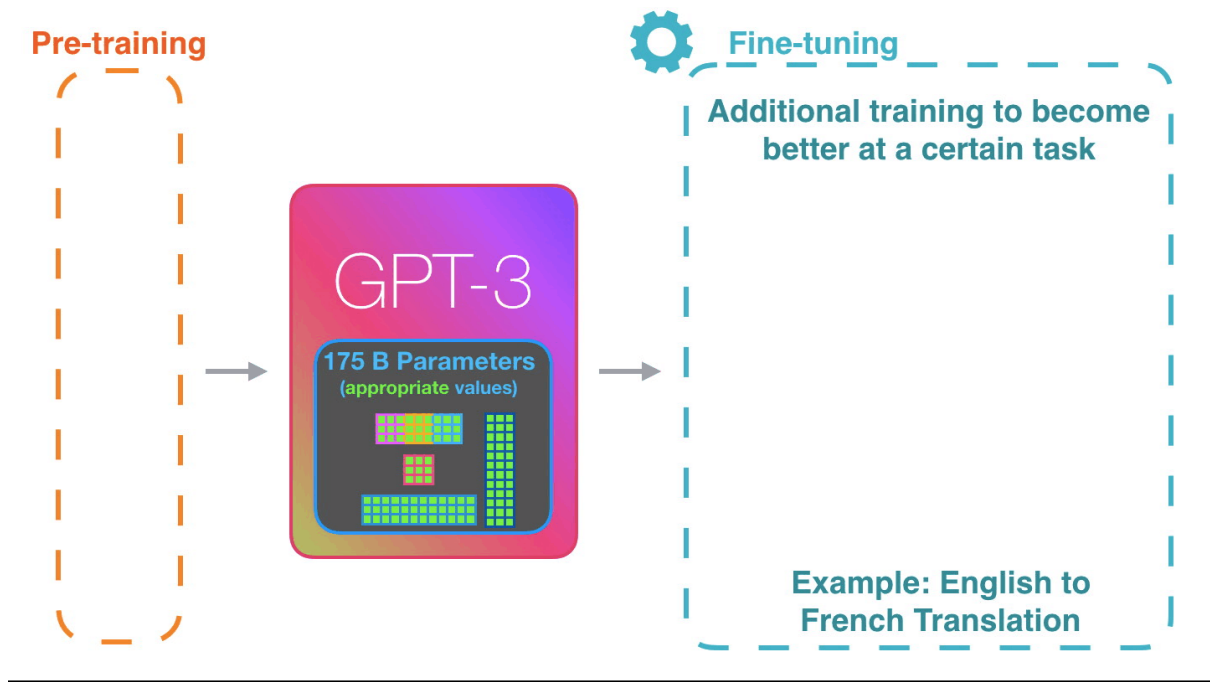 Pre-training
Fine-tuning
Additional training to become
better at a certain task
GPT-3
175 B Parameters
(appropriate values)
Example: English to
French Translation